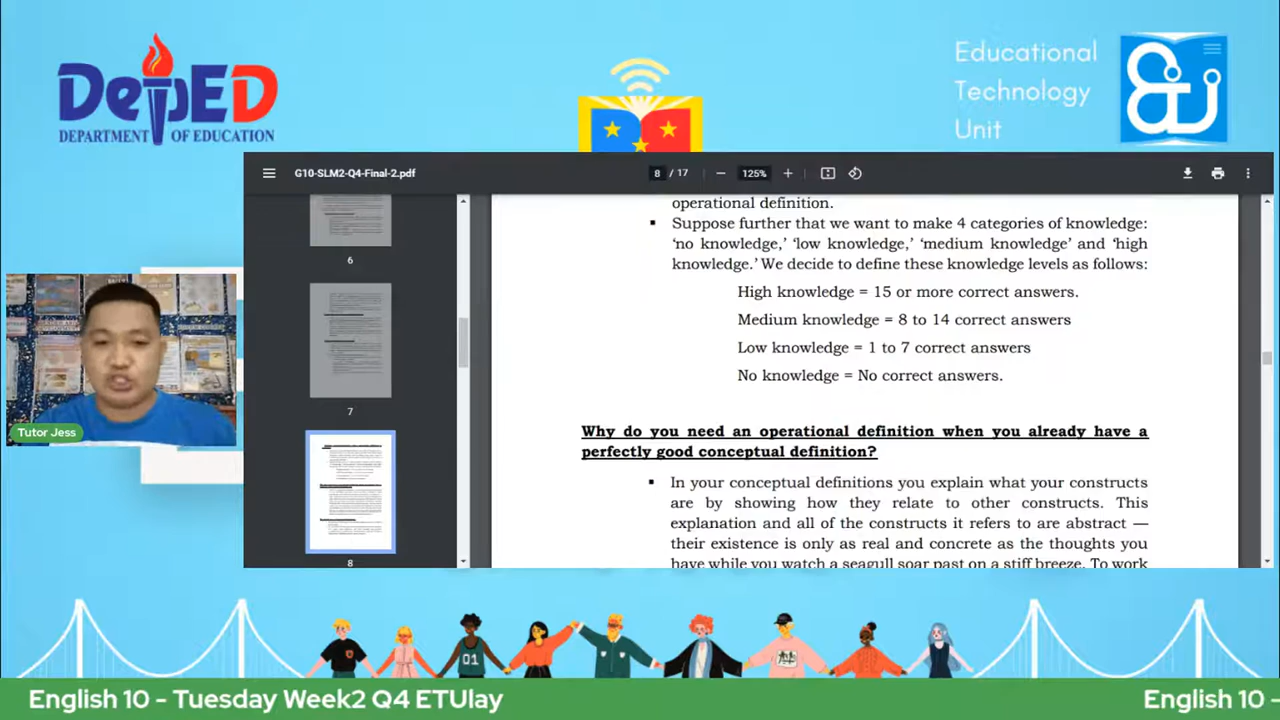 DepED
DEPARTMENT OF EDUCATION
Educational
Technology
Unit
G10-SLM2-Q4-Final-2.pdf
8 / 17
125%
6
7
8
operational definition.
▪ Suppose further that we want to make 4 categories of knowledge:
‘no knowledge,’ ‘low knowledge,’ ‘medium knowledge’ and ‘high
knowledge.’ We decide to define these knowledge levels as follows:
High knowledge = 15 or more correct answers.
Medium knowledge = 8 to 14 correct answers
Low knowledge = 1 to 7 correct answers
No knowledge = No correct answers.
Why do you need an operational definition when you already have a
perfectly good conceptual definition?
▪ In your conceptual definitions you explain what your constructs
are by showing how they relate to other constructs. This
explanation and all of the constructs it refers to are abstract—
their existence is only as real and concrete as the thoughts you
have while you watch a seagull soar past on a stiff breeze. To work
Tutor Jess
01
English 10 - Tuesday Week2 Q4 ETUlay
English 10 -